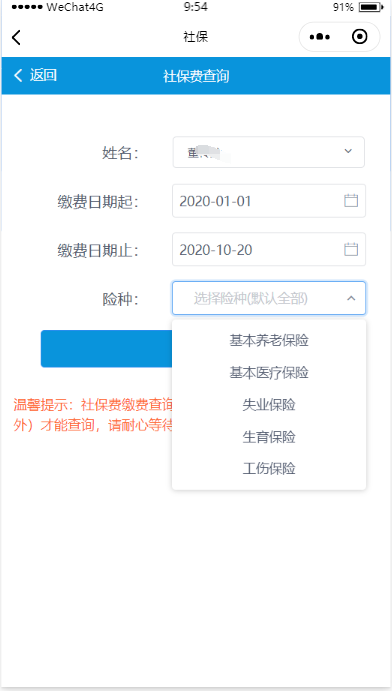 WeChat4G 9:54 91%
社保
返回 社保费查询
姓名：
缴费日期起： 2020-01-01
缴费日期止： 2020-10-20
险种： 选择险种(默认全部)
基本养老保险
基本医疗保险
失业保险
生育保险
工伤保险
温馨提示：社保费缴费查询
外）才能查询，请耐心等待